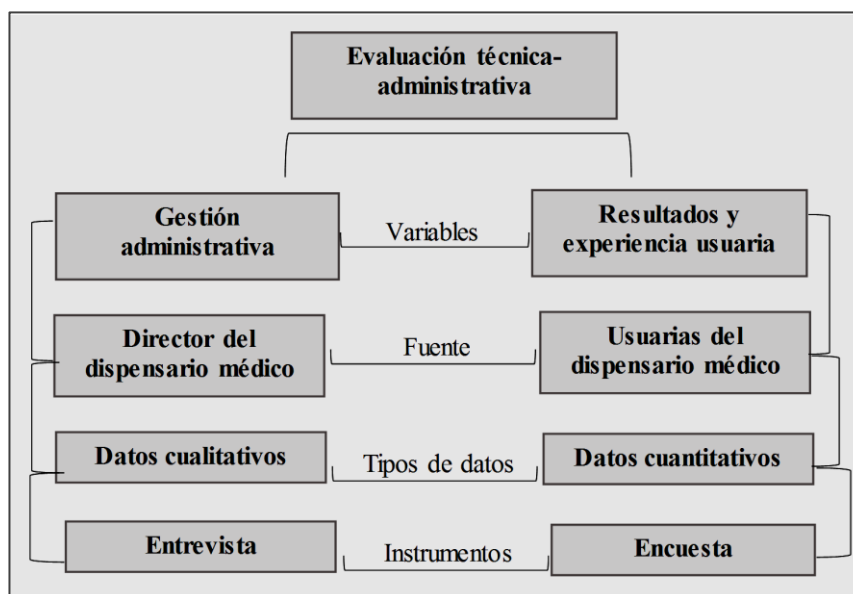 Evaluación técnica-
administrativa
Gestión
administrativa
Variables
Resultados y
experiencia usuaria
Director del
dispensario médico
Fuente
Usuarias del
dispensario médico
Datos cualitativos
Tipos de datos
Datos cuantitativos
Entrevista
Instrumentos
Encuesta